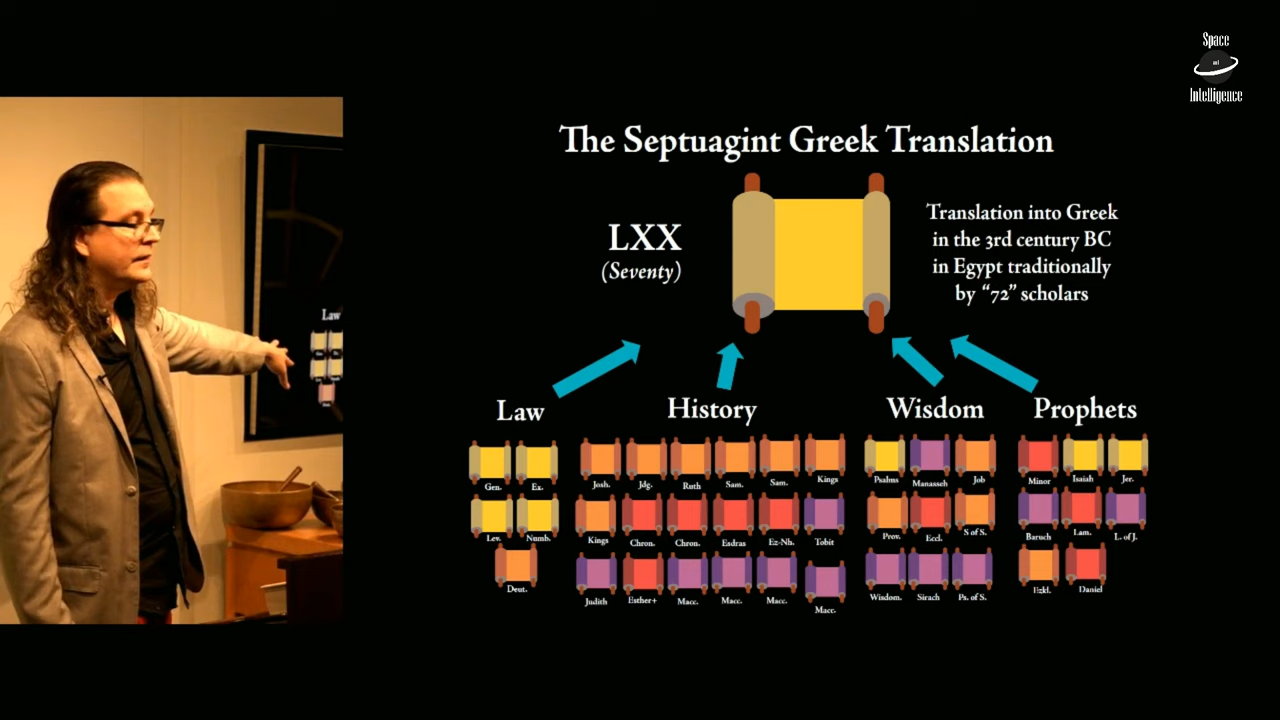 Space
and
Intelligence
The Septuagint Greek Translation
LXX
(Seventy)
Translation into Greek
in the 3rd century BC
in Egypt traditionally
by “72” scholars
Law
Law
History
Wisdom
Prophets
Gen. Ex.
Lev. Numb.
Deut.
Josh. Jdg. Ruth Sam. Sam. Kings
Kings Chron. Chron. Esdras Ez-Nh. Tobit
Judith Esther+ Macc. Macc. Macc. Macc.
Psalms Manasseh Job
Prov. Eccl. S of S.
Wisdom. Sirach Ps. of S.
Minor Isaiah Jer.
Baruch Lam. L. of J.
Ezkl. Daniel